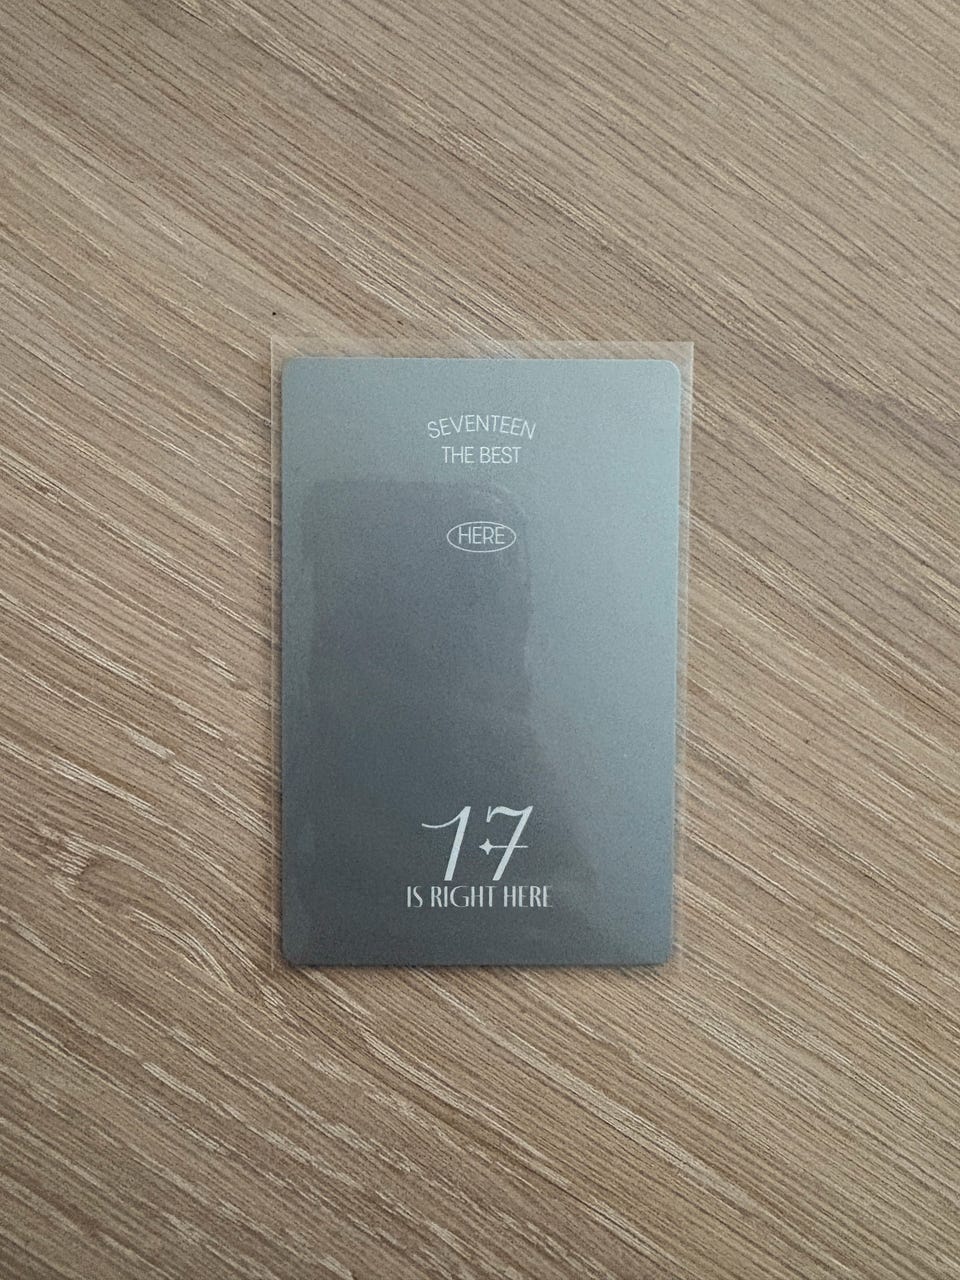 SEVENTEEN
THE BEST
HERE
17
IS RIGHT HERE